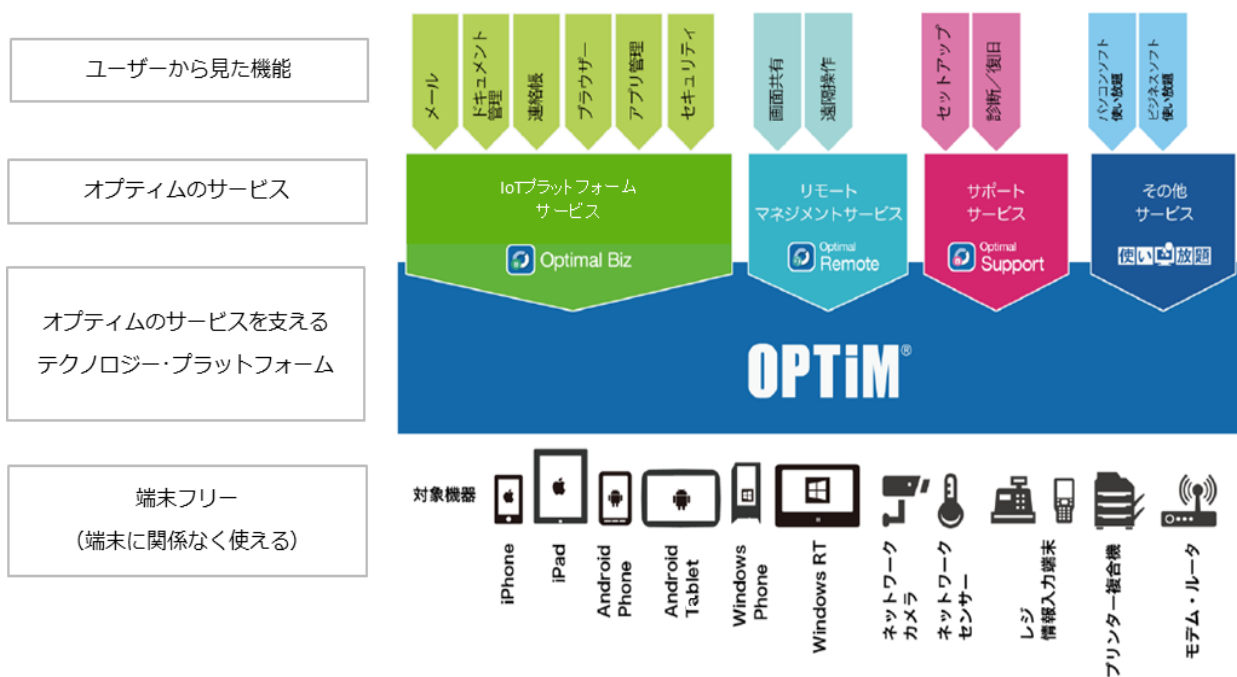 ユーザーから見た機能
メール
ドキュメント
管理
連絡帳
ブラウザー
アプリ管理
セキュリティ
画面共有
遠隔操作
セットアップ
診断／復旧
パソコンソフト
使い放題
ビジネスソフト
使い放題
オプティムのサービス
IoTプラットフォーム
サービス
Optimal Biz
リモート
マネジメントサービス
Optimal
Remote
サポート
サービス
Optimal
Support
その他
サービス
使い放題
オプティムのサービスを支える
テクノロジー・プラットフォーム
OPTiM®
端末フリー
（端末に関係なく使える）
対象機器
iPhone
iPad
Android
Phone
Android
Tablet
Windows
Phone
Windows RT
ネットワーク
カメラ
ネットワーク
センサー
レジ
情報入力端末
プリンター複合機
モデム・ルータ